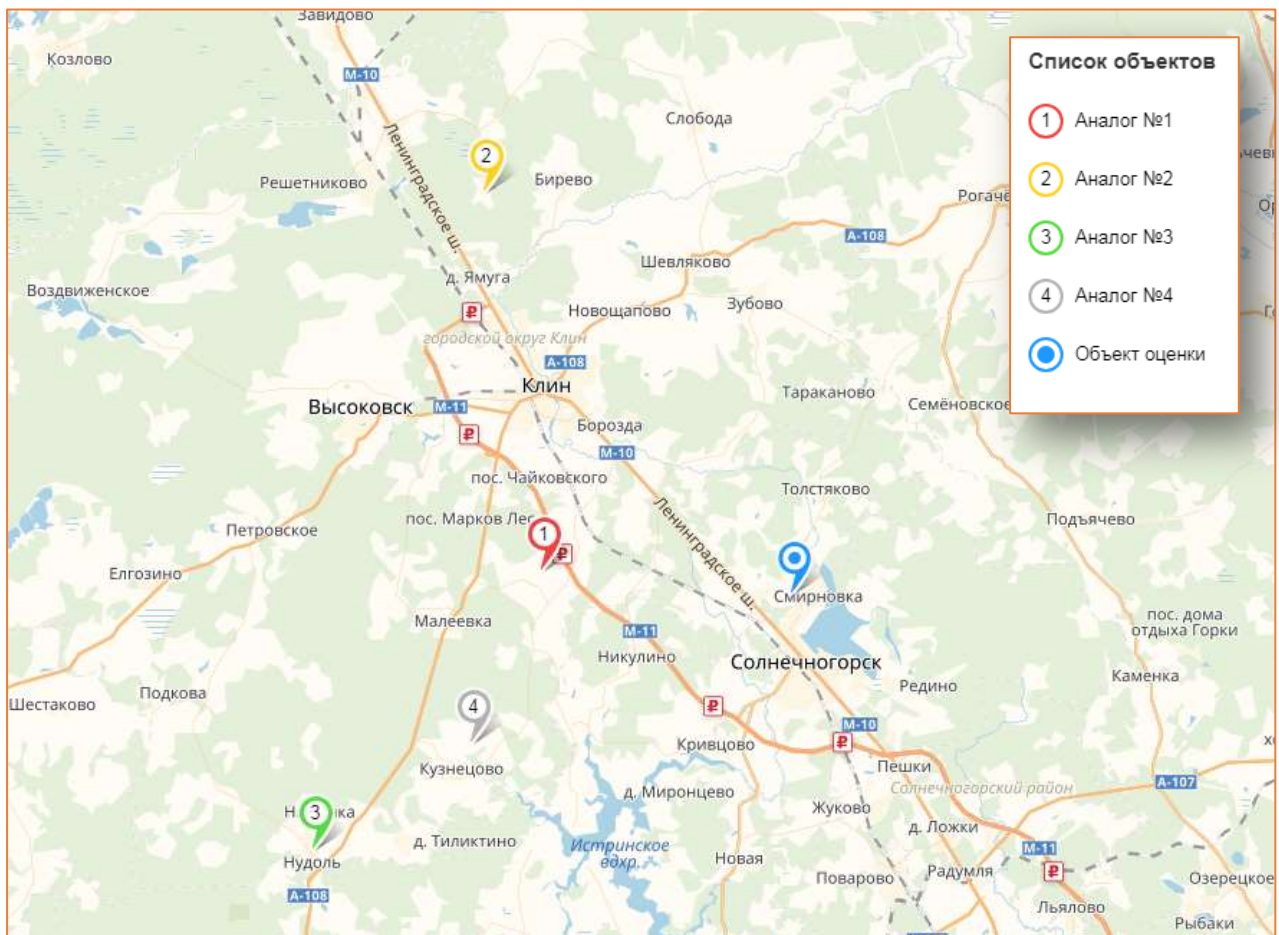 Завидово
Козлово
М-10
Список объектов
1 Аналог №1
Слобода
Ленинградское ш.
2
Бирево
Решетниково
2 Аналог №2
А-108
3 Аналог №3
Шевляково
д. Ямуга
Воздвиженское
Зубово
Новощапово
4 Аналог №4
₽
городской округ Клин
А-108
Объект оценки
Клин
Тараканово
Высоковск
М-11
Семёновское
Борозда
₽
М-10
пос. Чайковского
Толстяково
пос. Марков Лес
Подъячево
Петровское
1
₽
Ленинградское ш.
Елгозино
Смирновка
Малеевка
пос. дома
отдыха Горки
М-11
Никулино
Солнечногорск
Каменка
Редино
Подкова
Шестаково
4
₽
М-10
Кривцово
₽
Кузнецово
Пешки
А-107
Солнечногорский район
д. Миронцево
Жуково
3
д. Ложки
д. Тиликтино
Истринское
вдхр.
М-11
Нудоль
Новая
Поварово
Радумля
₽
Озерецкое
А-108
Льялово
Рыбаки